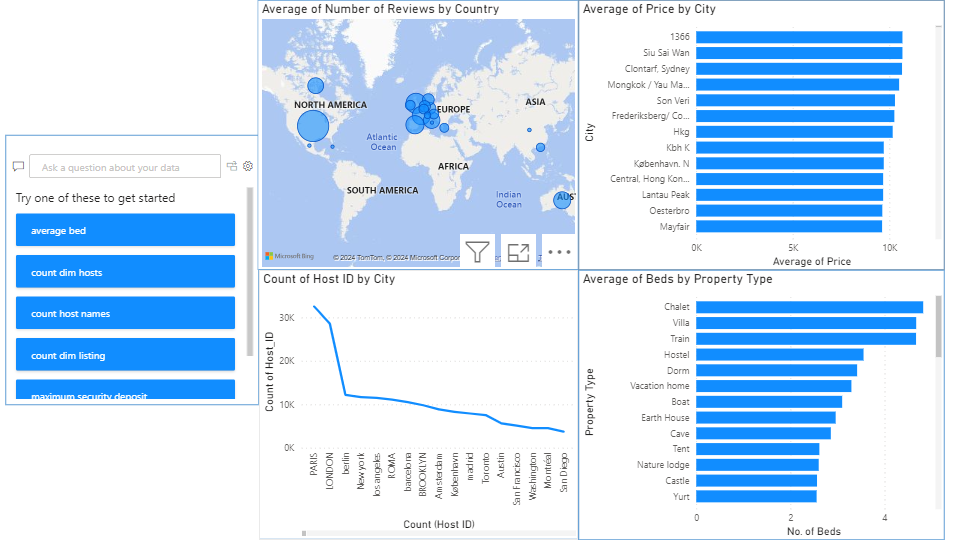 Ask a question about your data
Try one of these to get started
average bed
count dim hosts
count host names
count dim listing
maximum security deposit
Average of Number of Reviews by Country
NORTH AMERICA
EUROPE
ASIA
Atlantic
Ocean
AFRICA
SOUTH AMERICA
Indian
Ocean
AUS
Microsoft Bing
© 2024 TomTom, © 2024 Microsoft Corpor
Average of Price by City
City
1366
Siu Sai Wan
Clontarf, Sydney
Mongkok / Yau Ma...
Son Veri
Frederiksberg/ Co...
Hkg
Kbh K
København. N
Central, Hong Kon...
Lantau Peak
Oesterbro
Mayfair
0K 5K 10K
Average of Price
Count of Host ID by City
Count of Host_ID
30K
20K
10K
0K
PARIS
LONDON
berlin
New york
los angeles
ROMA
barcelona
BROOKLYN
Amsterdam
København
madrid
Toronto
Austin
San Francisco
Washington
Montréal
San Diego
Count (Host ID)
Average of Beds by Property Type
Property Type
Chalet
Villa
Train
Hostel
Dorm
Vacation home
Boat
Earth House
Cave
Tent
Nature lodge
Castle
Yurt
0 2 4
No. of Beds